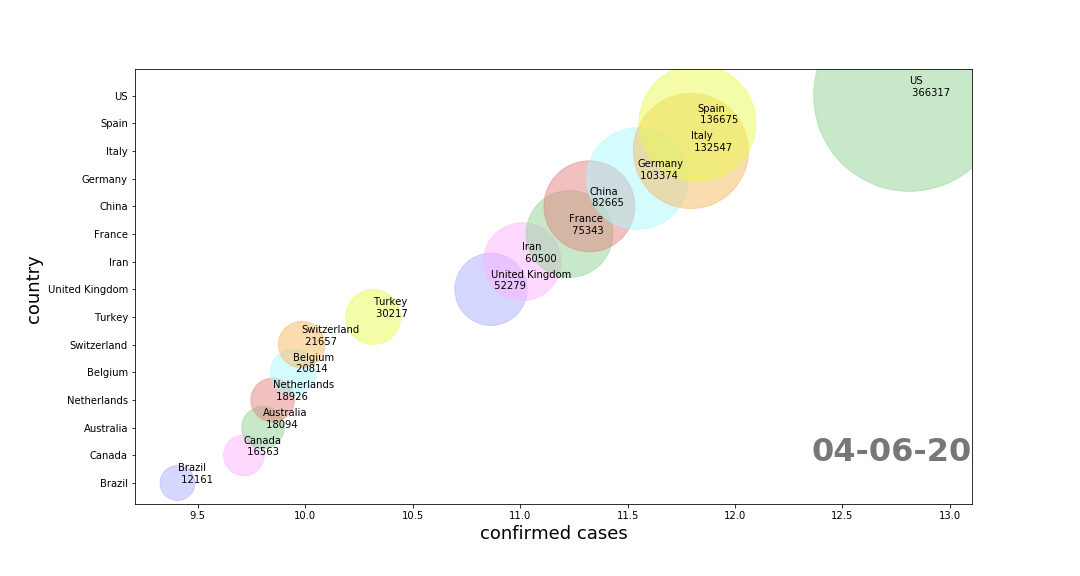 US
Spain
Italy
Germany
China
France
Iran
United Kingdom
Turkey
Switzerland
Belgium
Netherlands
Australia
Canada
Brazil
country
US
366317
Spain
136675
Italy
132547
Germany
103374
China
82665
France
75343
Iran
60500
United Kingdom
52279
Turkey
30217
Switzerland
21657
Belgium
20814
Netherlands
18926
Australia
18094
Canada
16563
Brazil
12161
04-06-20
9.5 10.0 10.5 11.0 11.5 12.0 12.5 13.0
confirmed cases